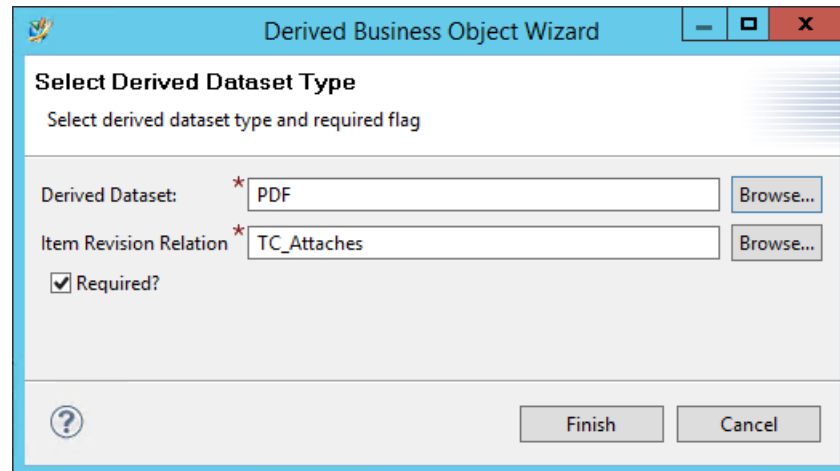 Derived Business Object Wizard
Select Derived Dataset Type
Select derived dataset type and required flag
Derived Dataset: * PDF Browse...
Item Revision Relation * TC_Attaches Browse...
Required?
Finish Cancel